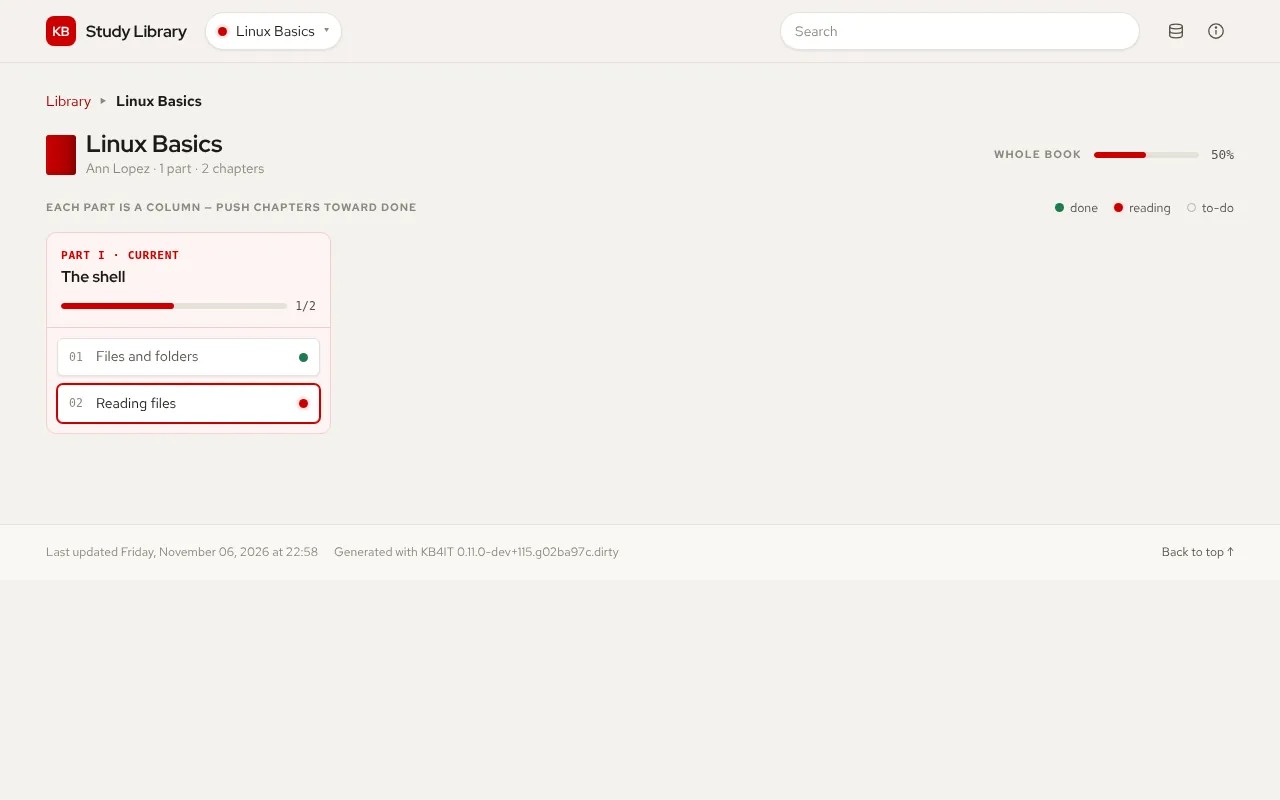 KB Study Library Linux Basics Search
Library Linux Basics
Linux Basics
Ann Lopez · 1 part · 2 chapters
WHOLE BOOK 50%
EACH PART IS A COLUMN — PUSH CHAPTERS TOWARD DONE
done reading to-do
PART I · CURRENT
The shell
1/2
01 Files and folders
02 Reading files
Last updated Friday, November 06, 2026 at 22:58 Generated with KB4IT 0.11.0-dev+115.g02ba97c.dirty Back to top ↑